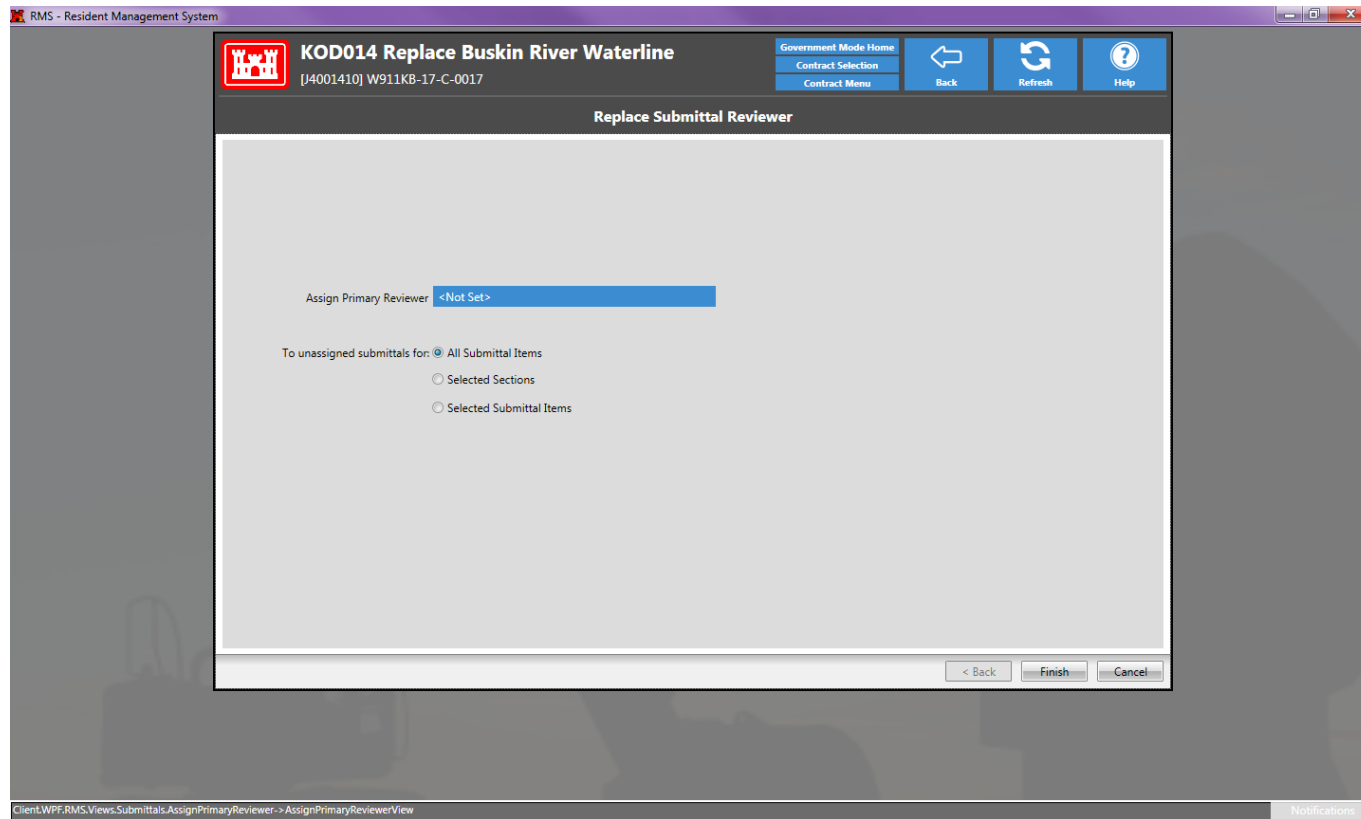 RMS - Resident Management System
KOD014 Replace Buskin River Waterline
[J4001410] W911KB-17-C-0017
Government Mode Home
Contract Selection
Contract Menu
Back
Refresh
?
Help
Replace Submittal Reviewer
Assign Primary Reviewer <Not Set>
To unassigned submittals for: All Submittal Items
Selected Sections
Selected Submittal Items
< Back
Finish
Cancel
Client.WPF.RMS.Views.Submittals.AssignPrimaryReviewer->AssignPrimaryReviewerView
Notifications